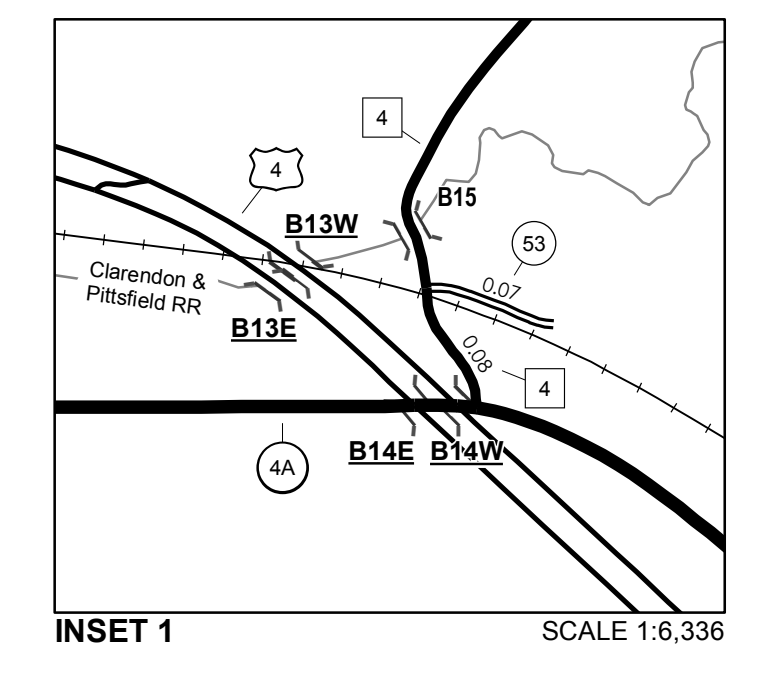 4
4
B15
B13W
53
0.07
Clarendon &
Pittsfield RR
B13E
0.08
4
B14E
B14W
4A
INSET 1
SCALE 1:6,336